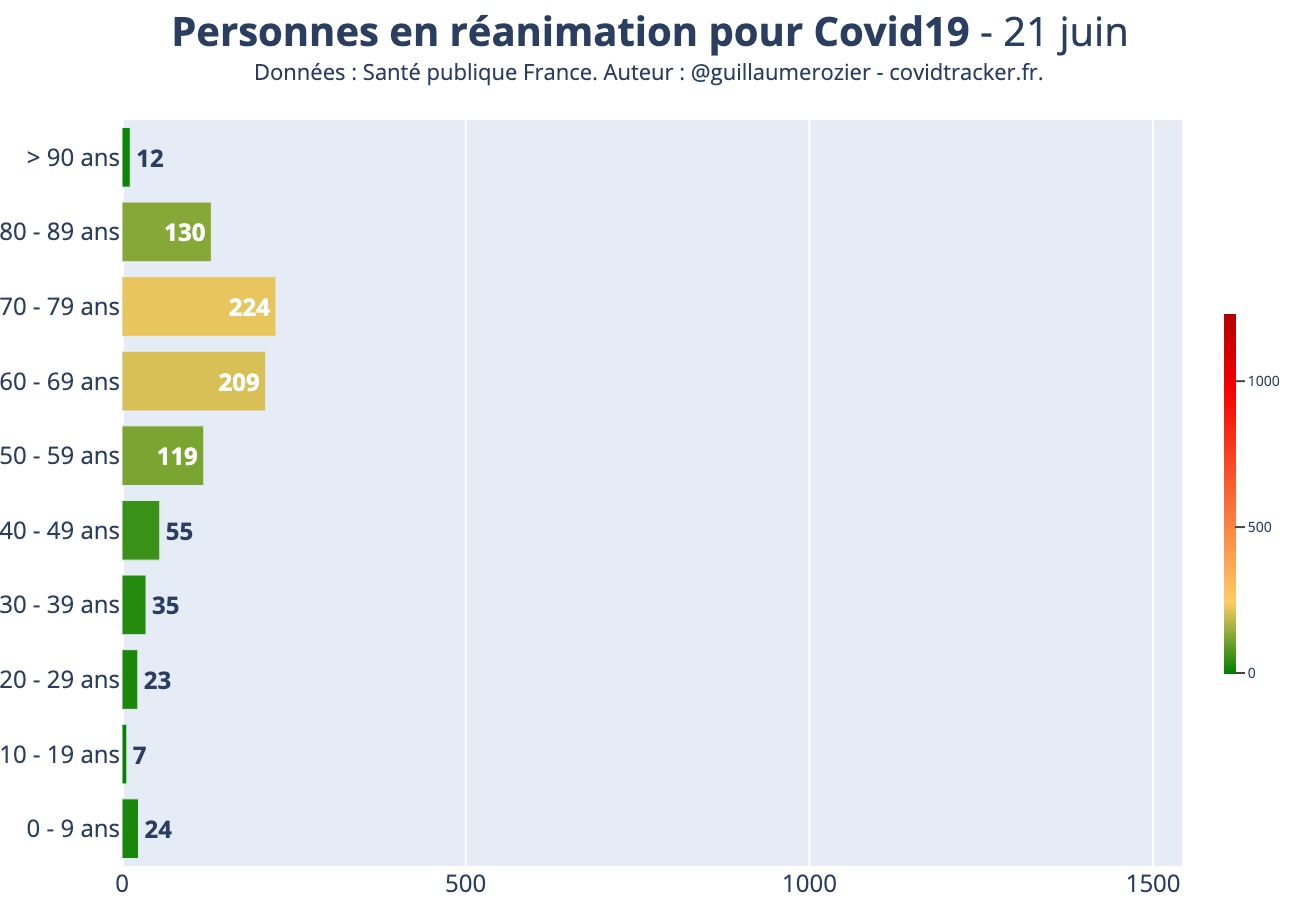 Personnes en réanimation pour Covid19 - 21 juin
Données : Santé publique France. Auteur : @guillaumerozier - covidtracker.fr.
> 90 ans 12
80 - 89 ans 130
70 - 79 ans 224
60 - 69 ans 209
50 - 59 ans 119
40 - 49 ans 55
30 - 39 ans 35
20 - 29 ans 23
10 - 19 ans 7
0 - 9 ans 24
0 500 1000 1500
1000
500
0